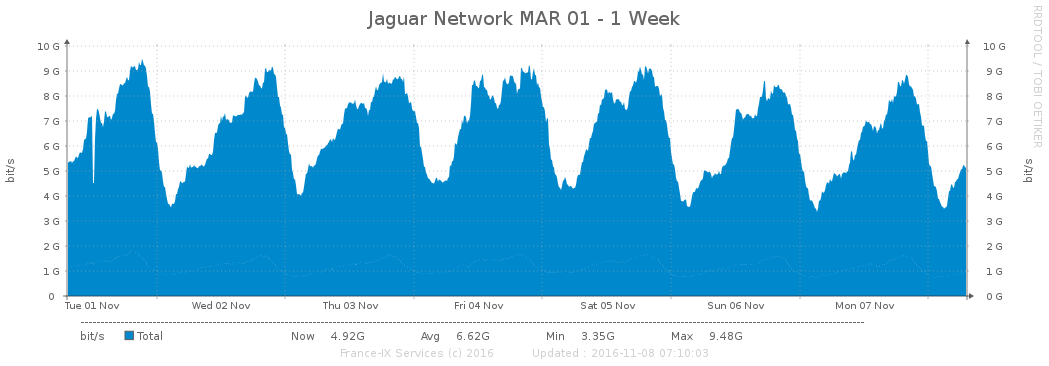 Jaguar Network MAR 01 - 1 Week
RRDTOOL / TOBI OETIKER
10 G 10 G
9 G 9 G
8 G 8 G
7 G 7 G
6 G 6 G
5 G 5 G
4 G 4 G
3 G 3 G
2 G 2 G
1 G 1 G
0 0 G
bit/s bit/s
Tue 01 Nov Wed 02 Nov Thu 03 Nov Fri 04 Nov Sat 05 Nov Sun 06 Nov Mon 07 Nov
bit/s Total Now 4.92G Avg 6.62G Min 3.35G Max 9.48G
France-IX Services (c) 2016 Updated : 2016-11-08 07:10:03